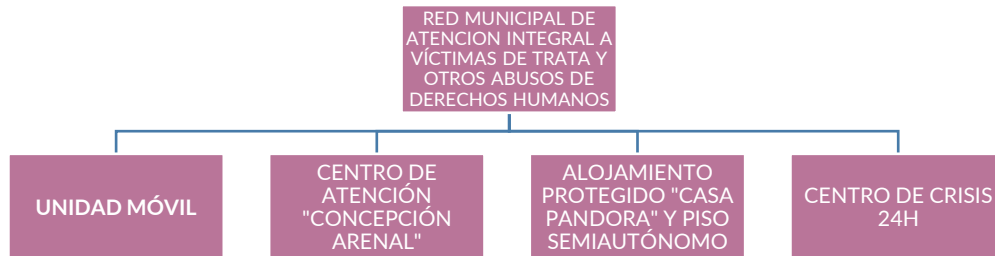 RED MUNICIPAL DE
ATENCION INTEGRAL A
VÍCTIMAS DE TRATA Y
OTROS ABUSOS DE
DERECHOS HUMANOS
UNIDAD MÓVIL
CENTRO DE
ATENCIÓN
"CONCEPCIÓN
ARENAL"
ALOJAMIENTO
PROTEGIDO "CASA
PANDORA" Y PISO
SEMIAUTÓNOMO
CENTRO DE CRISIS
24H